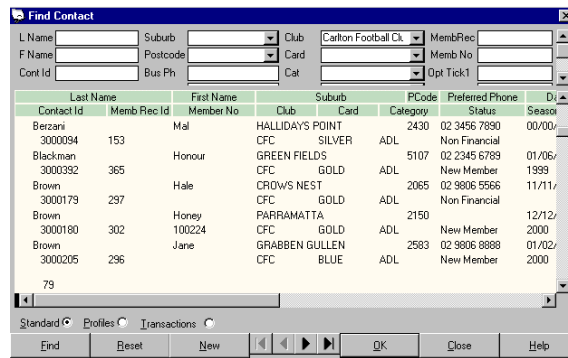 Find Contact
L Name Suburb Club Carlton Football Clu MembRec
F Name Postcode Card Memb No
Cont Id Bus Ph Cat Opt Tick1
Last Name First Name Suburb PCode Preferred Phone Da
Contact Id Memb Rec Id Member No Club Card Category Status Season
Berzani Mal HALLIDAYS POINT 2430 02 3456 7890 00/00/
3000094 153 CFC SILVER ADL Non Financial
Blackman Honour GREEN FIELDS 5107 02 2345 6789 01/06/
3000392 365 CFC GOLD ADL New Member 1999
Brown Hale CROWS NEST 2065 02 9806 5566 11/11/
3000179 297 CFC GOLD ADL Non Financial
Brown Honey PARRAMATTA 2150 12/12/
3000180 302 100224 CFC GOLD ADL New Member 2000
Brown Jane GRABBEN GULLEN 2583 02 9806 8888 01/02/
3000205 296 CFC BLUE ADL New Member 2000
79
Standard Profiles Transactions
Find Reset New OK Close Help